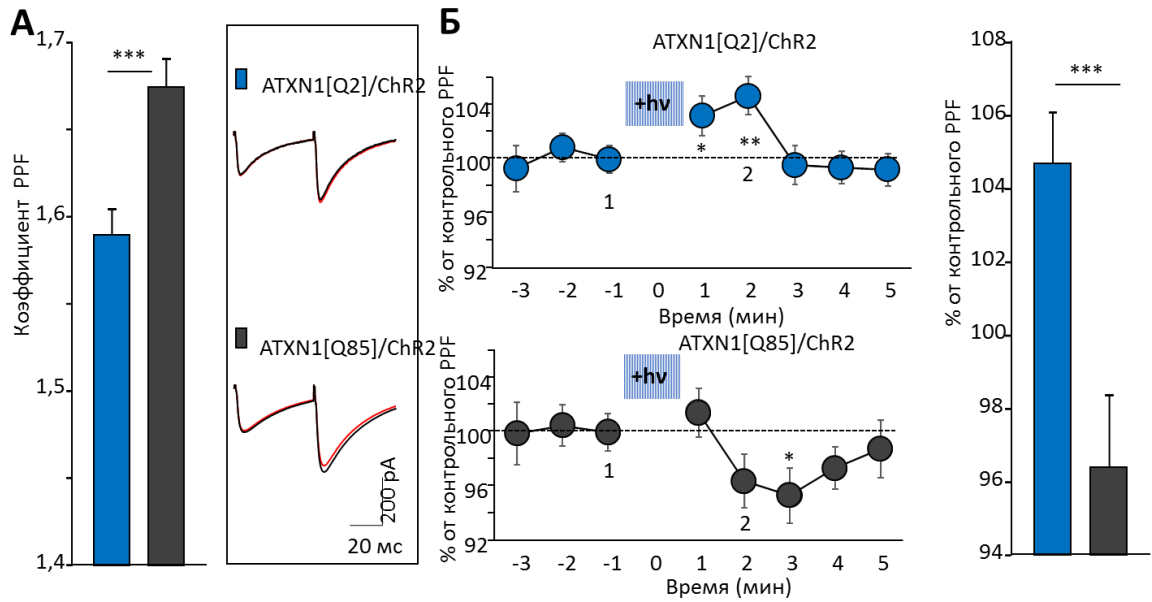 А
Коэффициент PPF
1,7
1,6
1,5
1,4
***
ATXN1[Q2]/ChR2
ATXN1[Q85]/ChR2
200 pA
20 мс
Б
ATXN1[Q2]/ChR2
% от контрольного PPF
104
100
96
92
+hν
*
**
1
2
-3 -2 -1 0 1 2 3 4 5
Время (мин)
ATXN1[Q85]/ChR2
% от контрольного PPF
104
100
96
92
+hν
*
1
2
-3 -2 -1 0 1 2 3 4 5
Время (мин)
% от контрольного PPF
108
106
104
102
100
98
96
94
***